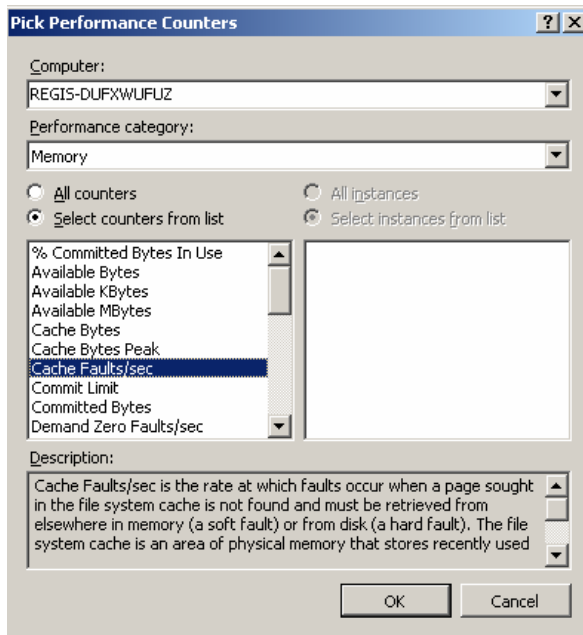 Pick Performance Counters
Computer:
REGIS-DUFXWUFUZ
Performance category:
Memory
All counters
All instances
Select counters from list
Select instances from list
% Committed Bytes In Use
Available Bytes
Available KBytes
Available MBytes
Cache Bytes
Cache Bytes Peak
Cache Faults/sec
Commit Limit
Committed Bytes
Demand Zero Faults/sec
Description:
Cache Faults/sec is the rate at which faults occur when a page sought
in the file system cache is not found and must be retrieved from
elsewhere in memory (a soft fault) or from disk (a hard fault). The file
system cache is an area of physical memory that stores recently used
OK
Cancel